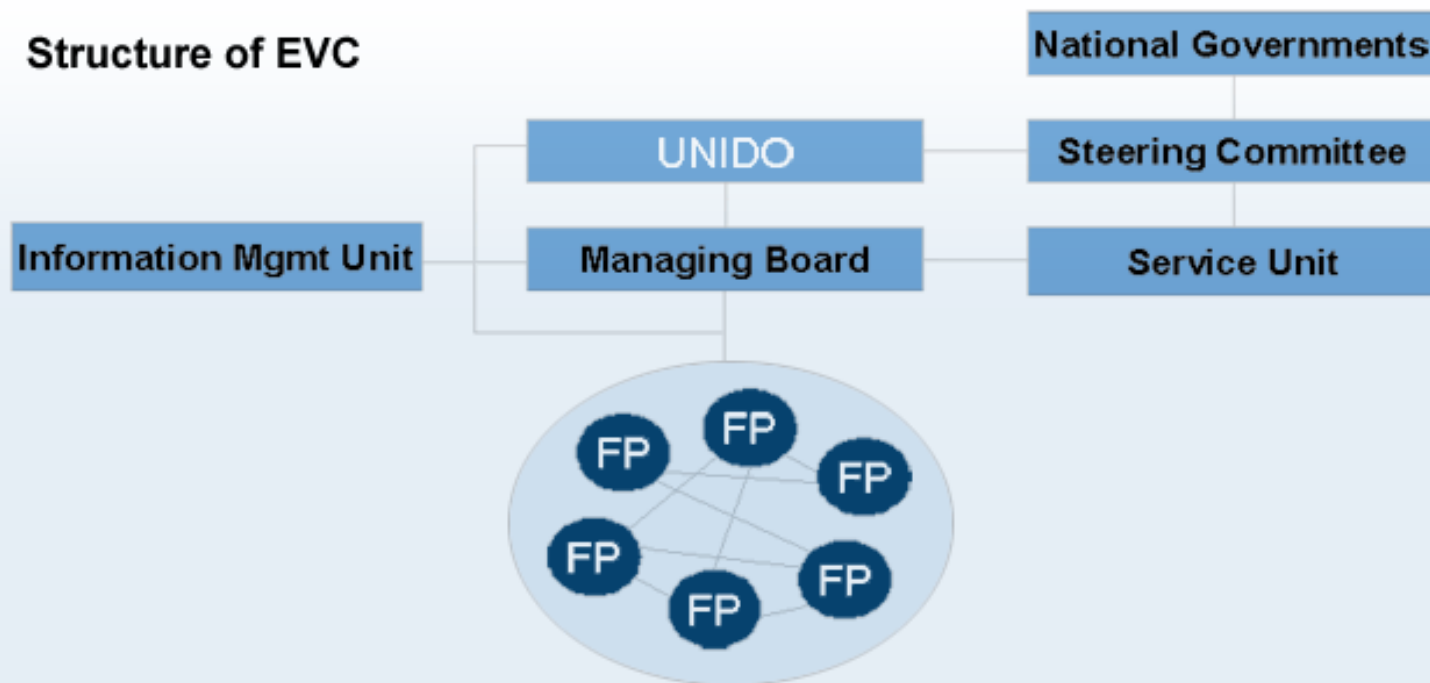 Structure of EVC
National Governments
UNIDO
Steering Committee
Information Mgmt Unit
Managing Board
Service Unit
FP
FP
FP
FP
FP
FP